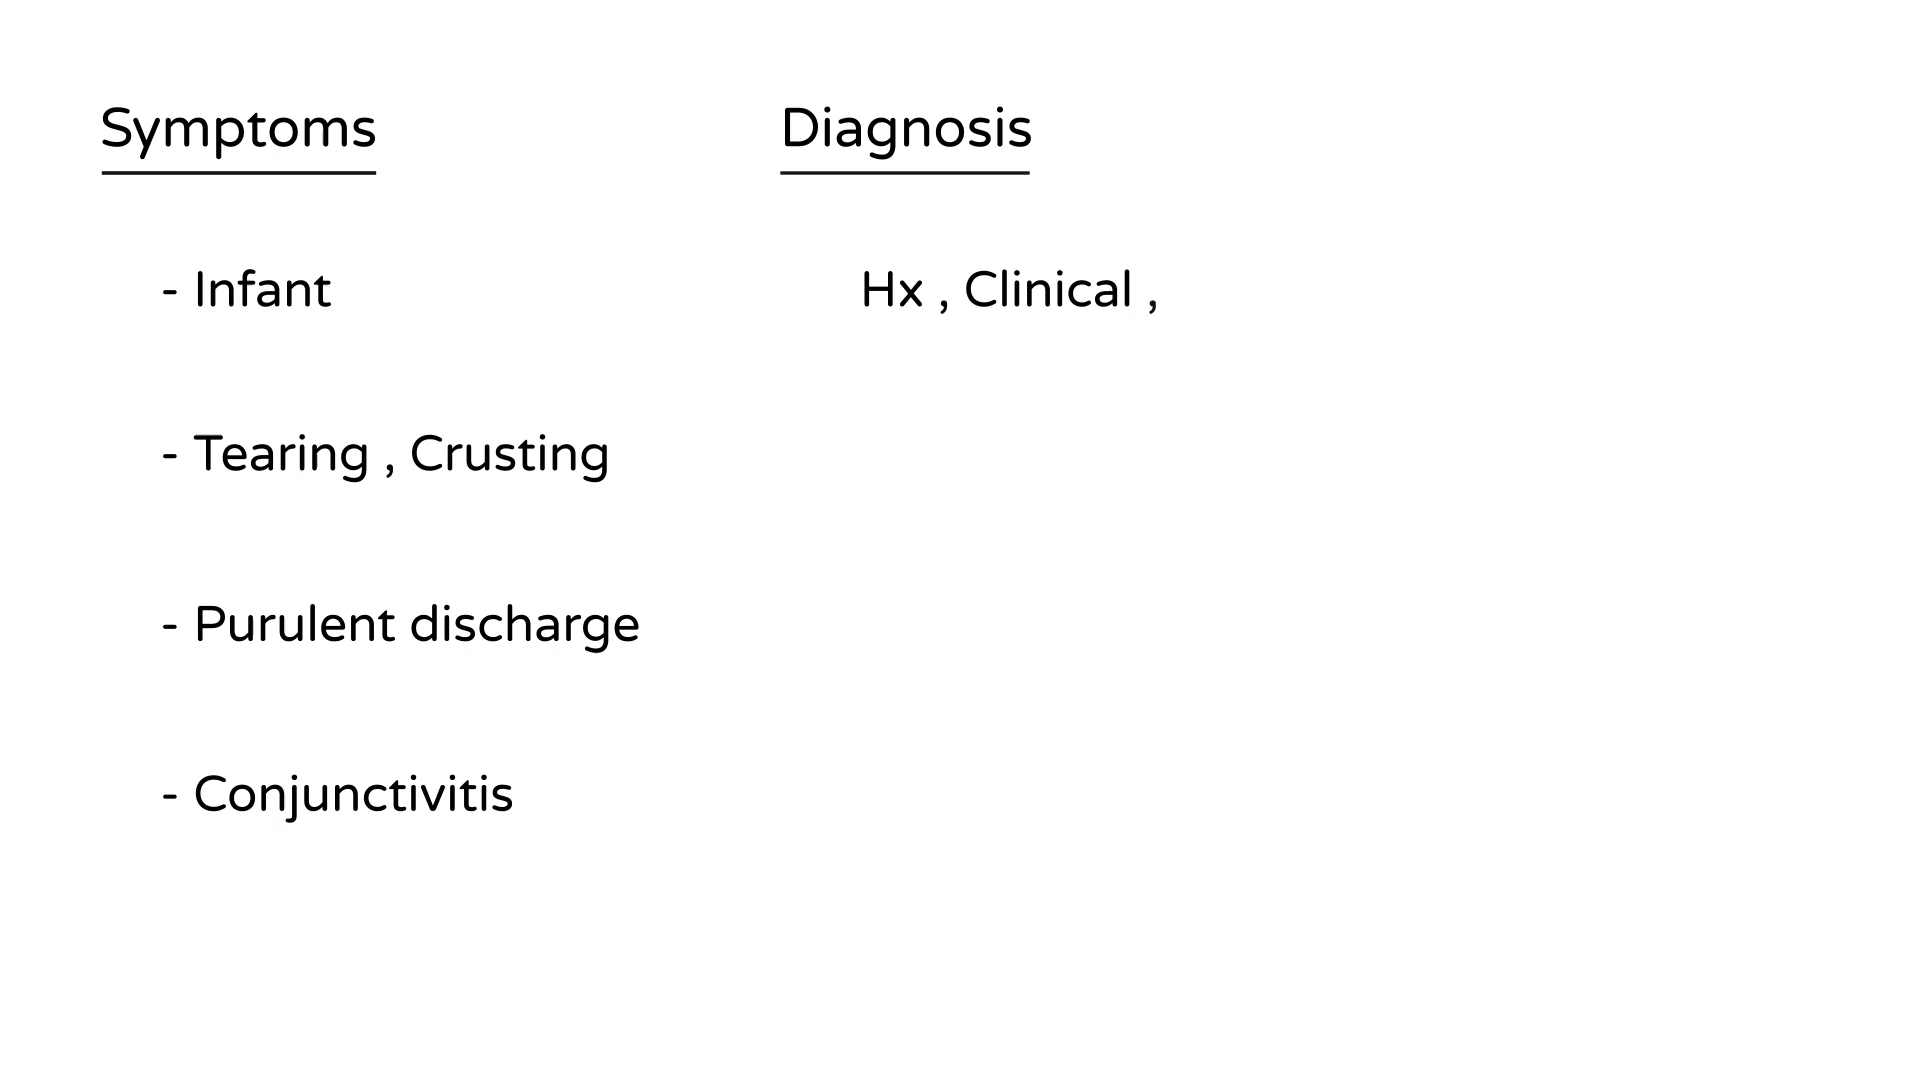 Symptoms
- Infant
- Tearing , Crusting
- Purulent discharge
- Conjunctivitis
Diagnosis
Hx , Clinical ,